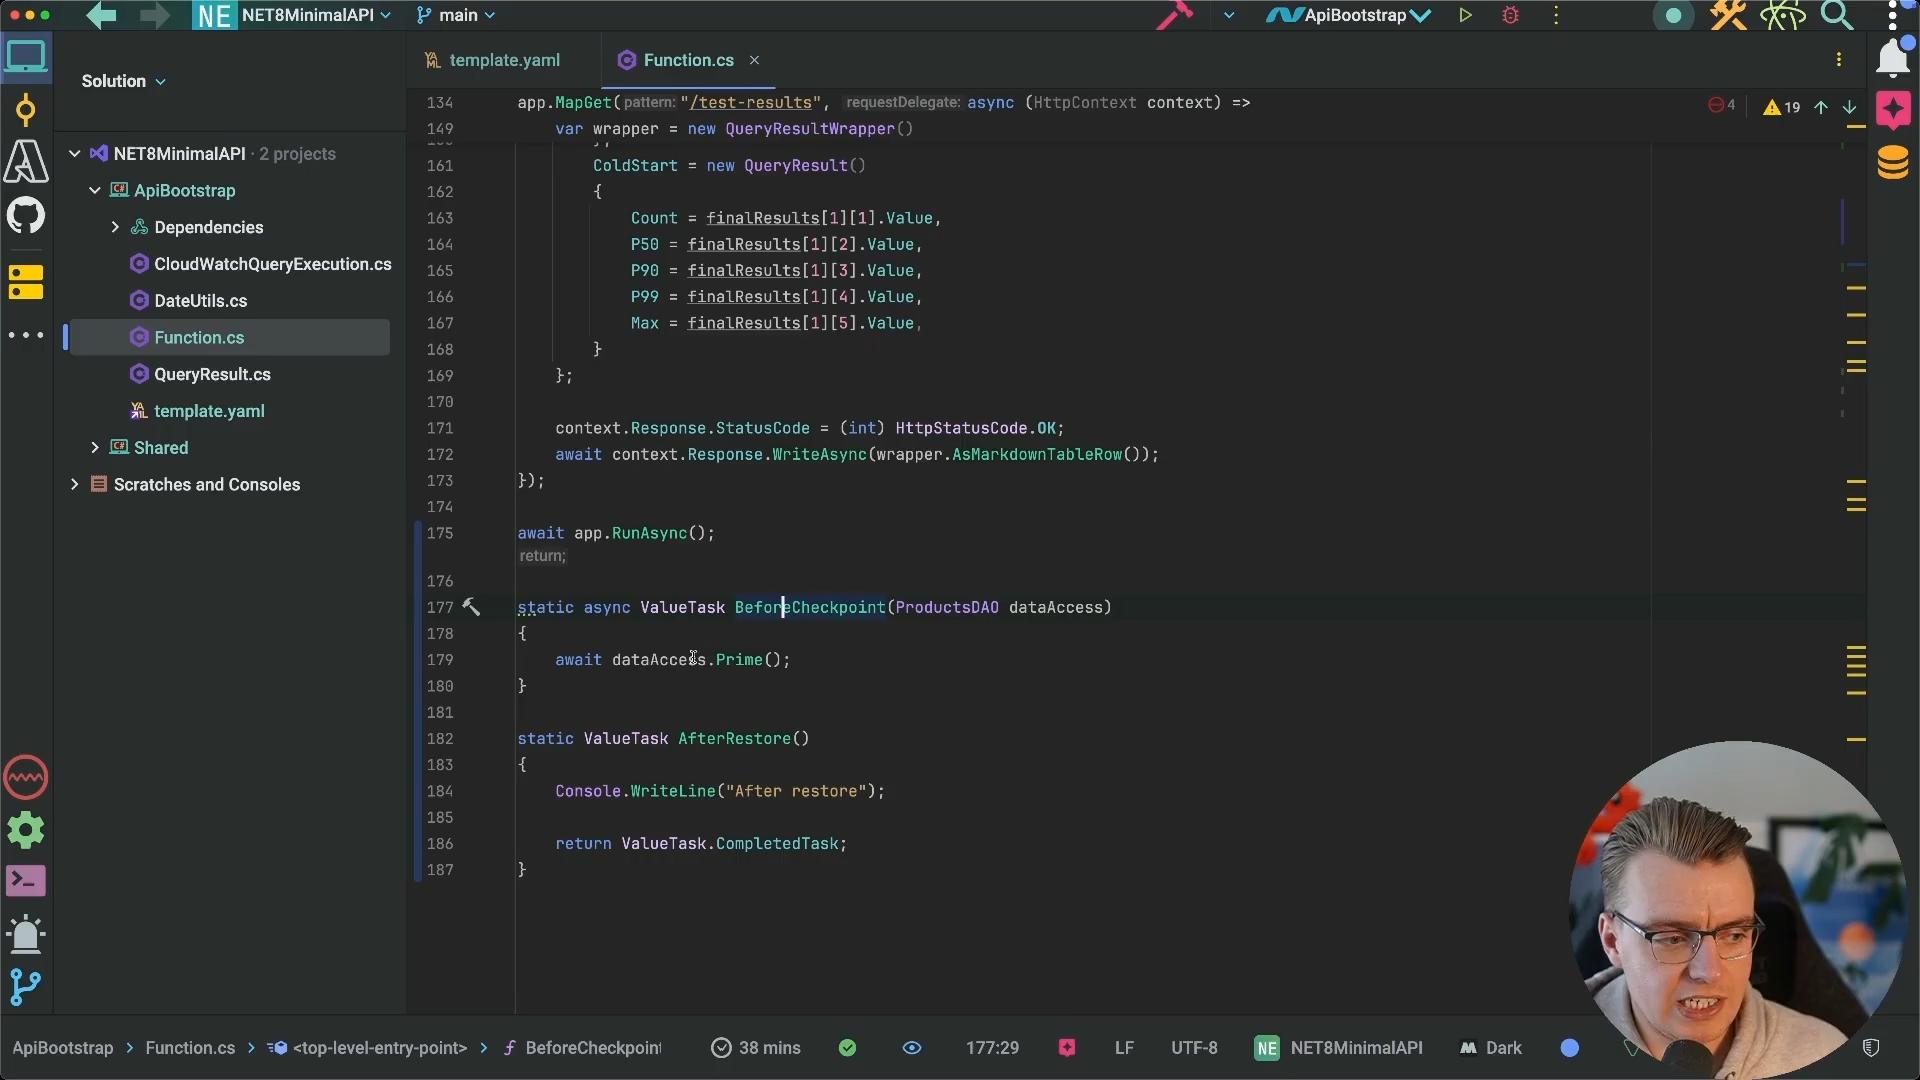 NE NET8MinimalAPI
main
ApiBootstrap
Solution
template.yaml
Function.cs
NET8MinimalAPI · 2 projects
ApiBootstrap
Dependencies
CloudWatchQueryExecution.cs
DateUtils.cs
Function.cs
QueryResult.cs
template.yaml
Shared
Scratches and Consoles
4
19
134 app.MapGet( pattern: "/test-results", requestDelegate: async (HttpContext context) =>
149 var wrapper = new QueryResultWrapper()
161 ColdStart = new QueryResult()
162 {
163 Count = finalResults[1][1].Value,
164 P50 = finalResults[1][2].Value,
165 P90 = finalResults[1][3].Value,
166 P99 = finalResults[1][4].Value,
167 Max = finalResults[1][5].Value,
168 }
169 };
170
171 context.Response.StatusCode = (int) HttpStatusCode.OK;
172 await context.Response.WriteAsync(wrapper.AsMarkdownTableRow());
173 });
174
175 await app.RunAsync();
return;
176
177 static async ValueTask BeforeCheckpoint(ProductsDAO dataAccess)
178 {
179 await dataAccess.Prime();
180 }
181
182 static ValueTask AfterRestore()
183 {
184 Console.WriteLine("After restore");
185
186 return ValueTask.CompletedTask;
187 }
ApiBootstrap > Function.cs > <top-level-entry-point> > BeforeCheckpoint
38 mins
177:29
LF
UTF-8
NE NET8MinimalAPI
Dark